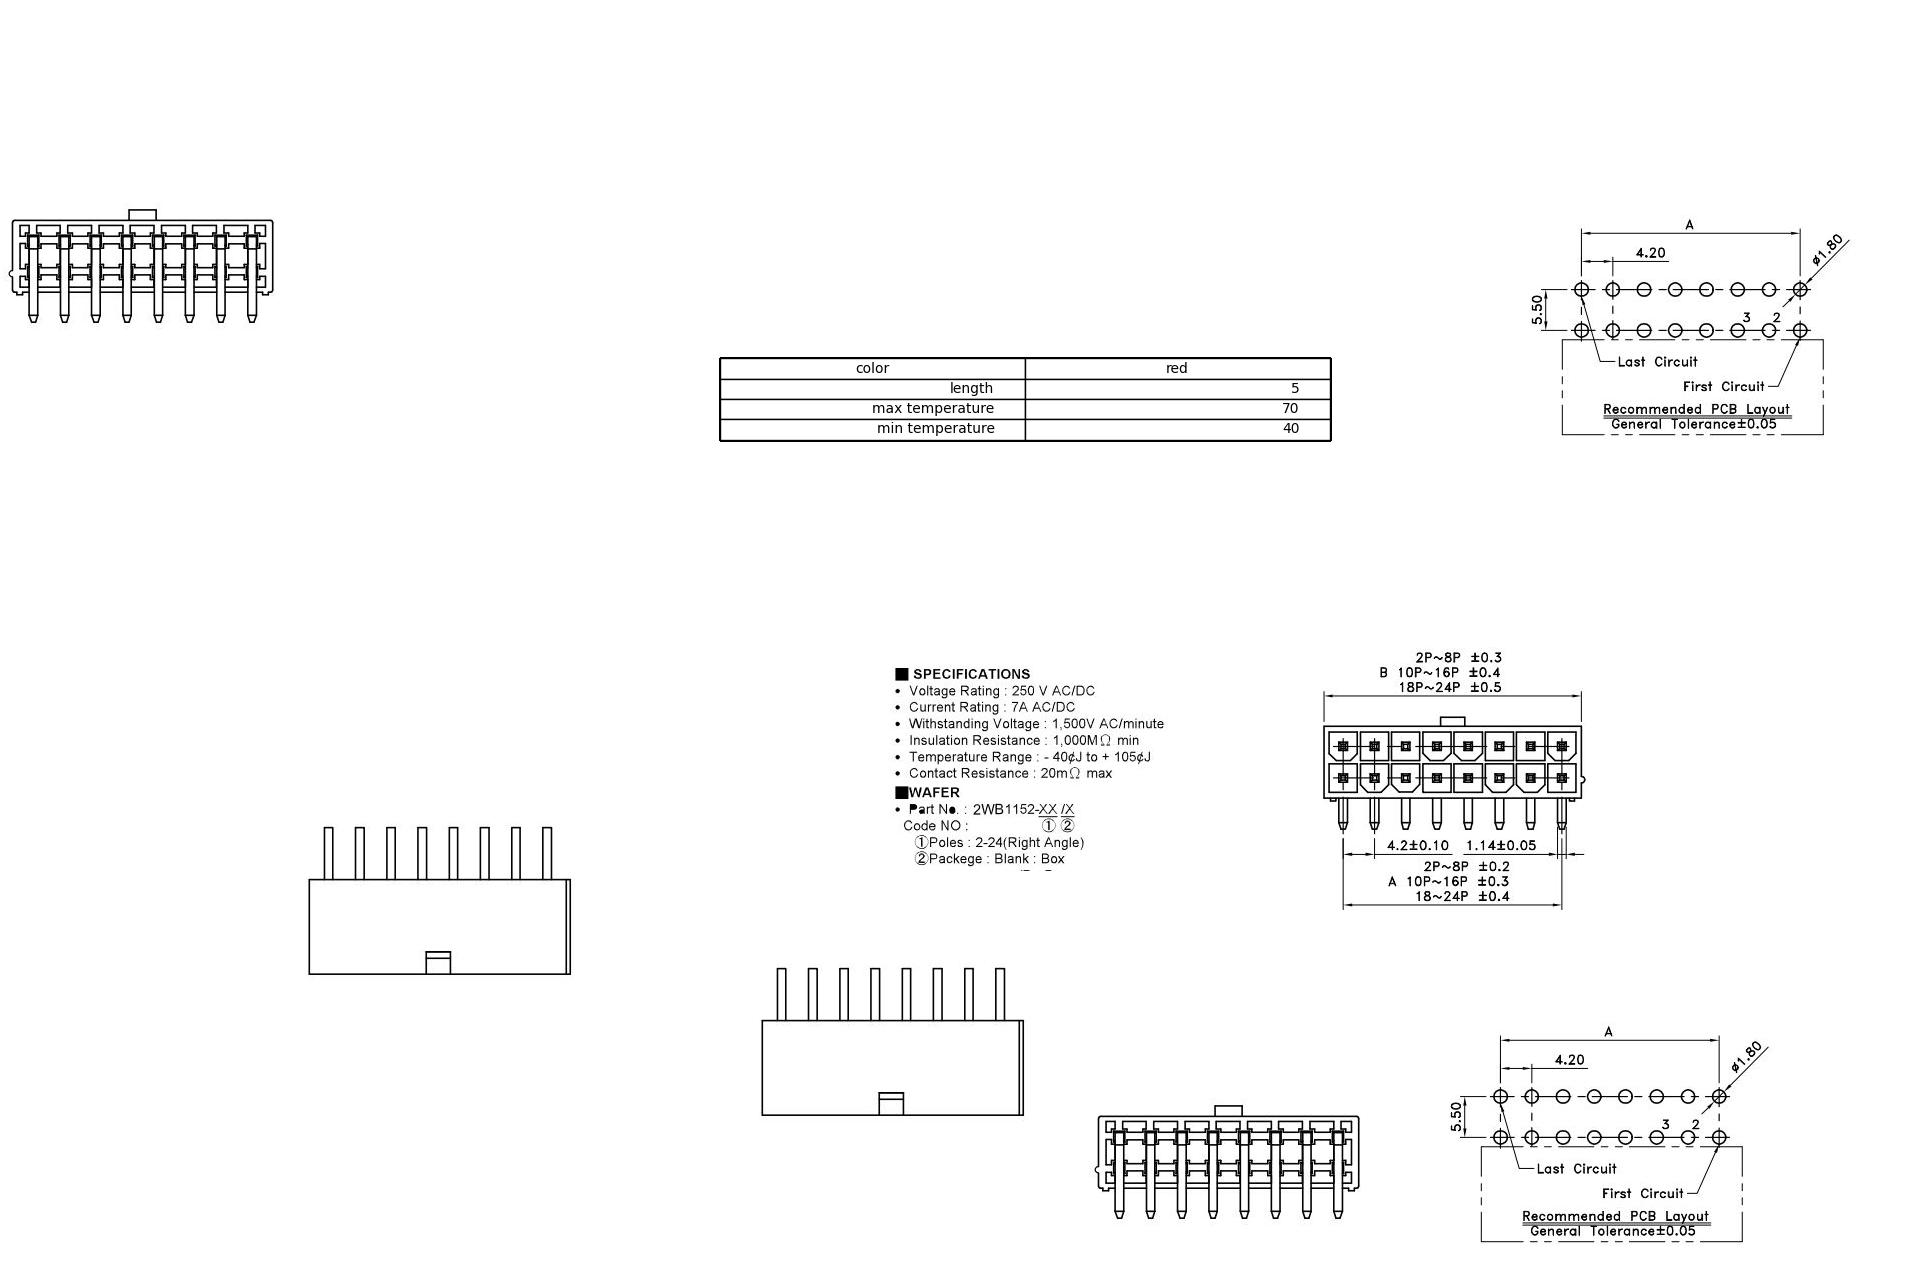 A
4.20
ø1.80
5.50
3 2
Last Circuit
First Circuit
Recommended PCB Layout
General Tolerance±0.05
color red
length 5
max temperature 70
min temperature 40
■ SPECIFICATIONS
• Voltage Rating : 250 V AC/DC
• Current Rating : 7A AC/DC
• Withstanding Voltage : 1,500V AC/minute
• Insulation Resistance : 1,000MΩ min
• Temperature Range : - 40¢J to + 105¢J
• Contact Resistance : 20mΩ max
■WAFER
• Part No. : 2WB1152-XX /X
Code NO : ① ②
①Poles : 2-24(Right Angle)
②Packege : Blank : Box
2P~8P ±0.3
B 10P~16P ±0.4
18P~24P ±0.5
4.2±0.10 1.14±0.05
2P~8P ±0.2
A 10P~16P ±0.3
18~24P ±0.4
A
4.20
ø1.80
5.50
3 2
Last Circuit
First Circuit
Recommended PCB Layout
General Tolerance±0.05